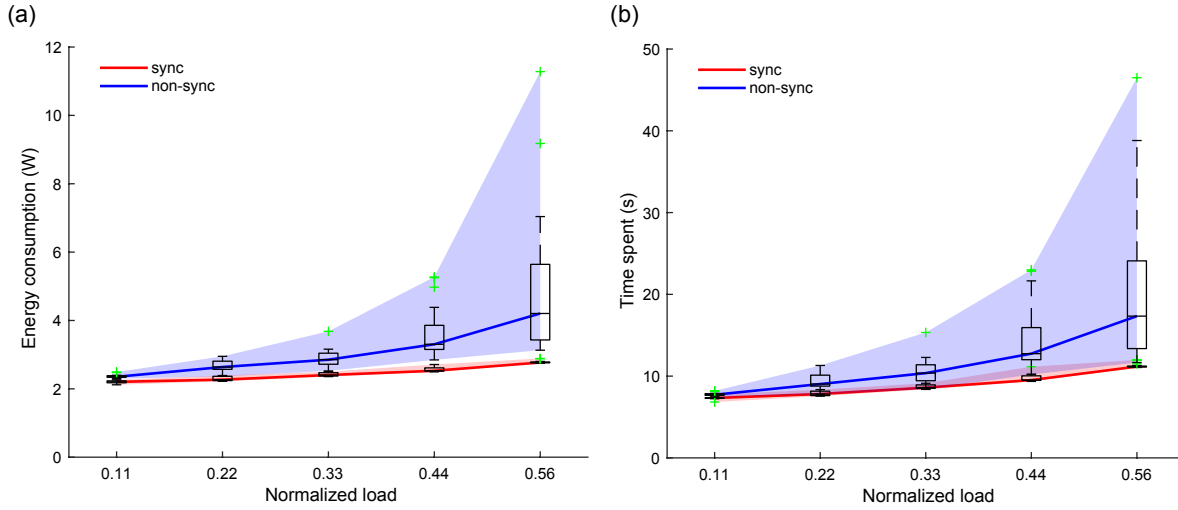 (a)
12
10
8
6
4
2
0
Energy consumption (W)
sync
non-sync
0.11 0.22 0.33 0.44 0.56
Normalized load
(b)
50
40
30
20
10
0
Time spent (s)
sync
non-sync
0.11 0.22 0.33 0.44 0.56
Normalized load